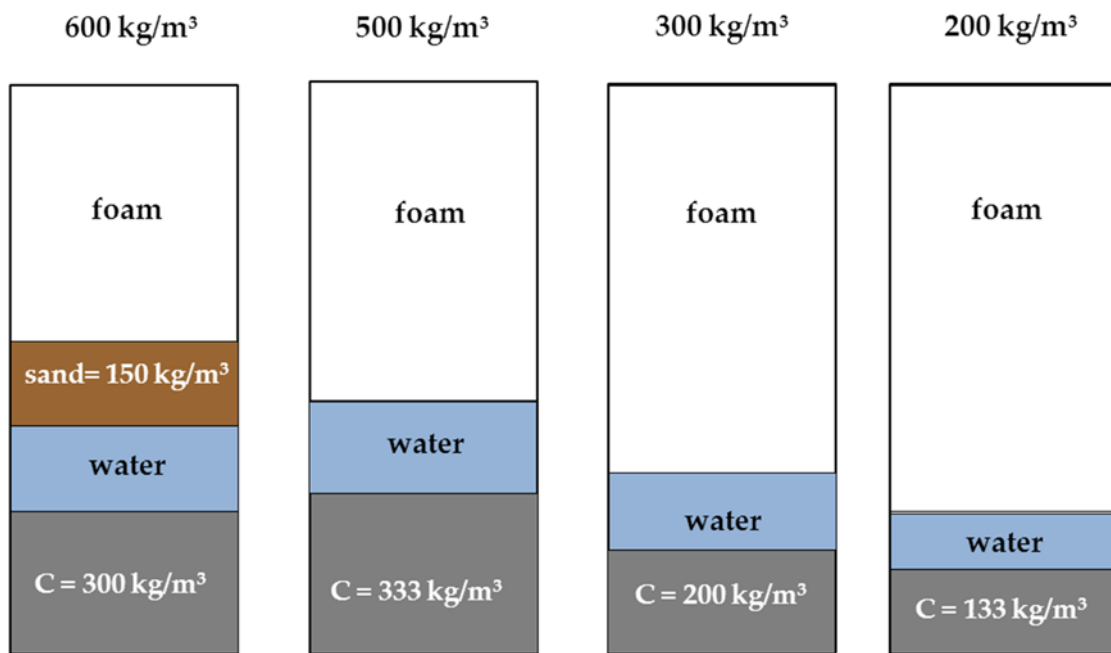 600 kg/m³
500 kg/m³
300 kg/m³
200 kg/m³
foam
sand= 150 kg/m³
water
C = 300 kg/m³
foam
water
C = 333 kg/m³
foam
water
C = 200 kg/m³
foam
water
C = 133 kg/m³